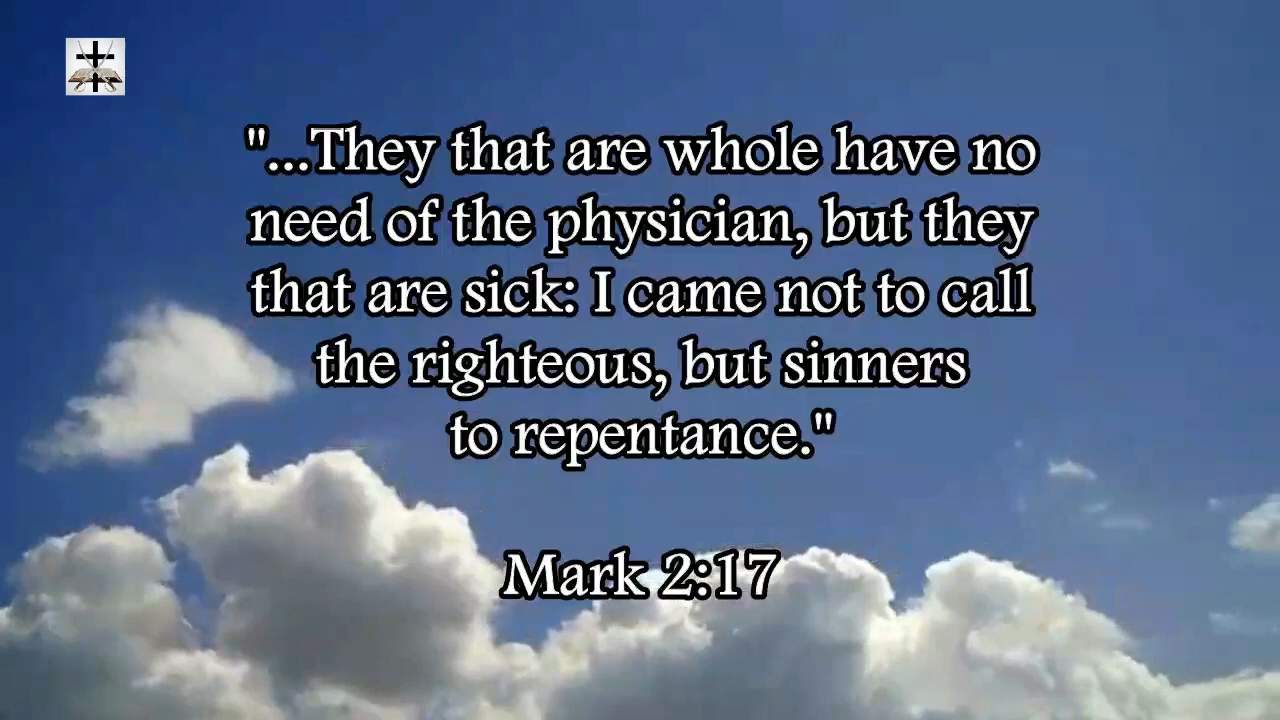 "...They that are whole have no
need of the physician, but they
that are sick: I came not to call
the righteous, but sinners
to repentance."
Mark 2:17